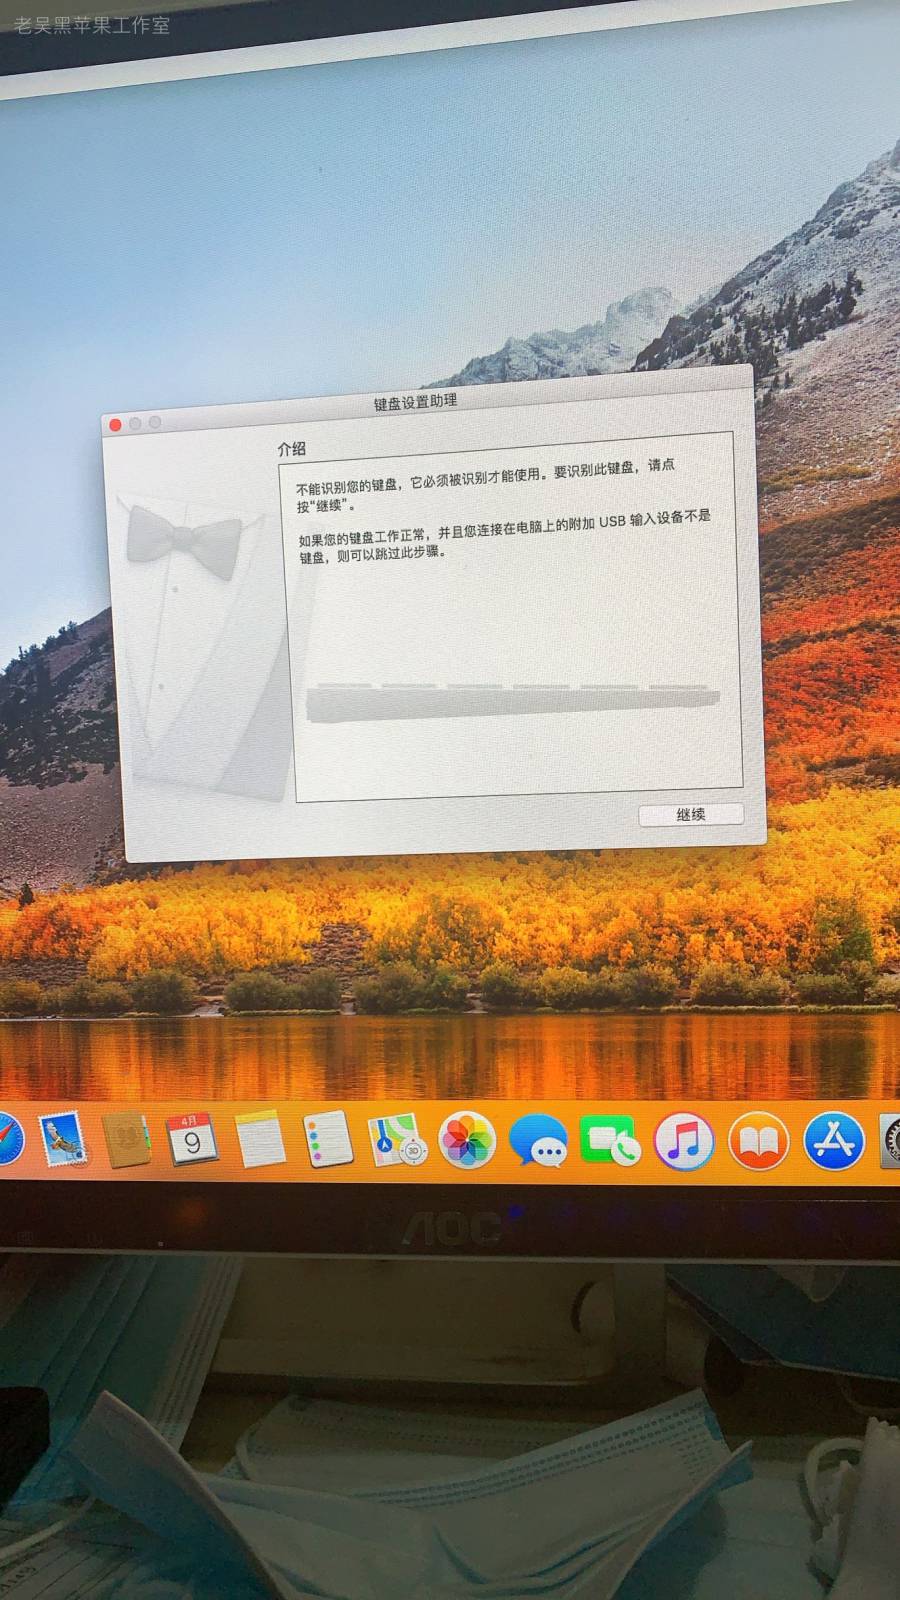 老吴黑苹果工作室
键盘设置助理
介绍
不能识别您的键盘，它必须被识别才能使用。要识别此键盘，请点
按“继续”。
如果您的键盘工作正常，并且您连接在电脑上的附加 USB 输入设备不是
键盘，则可以跳过此步骤。
继续
4月
9
3D
AOC